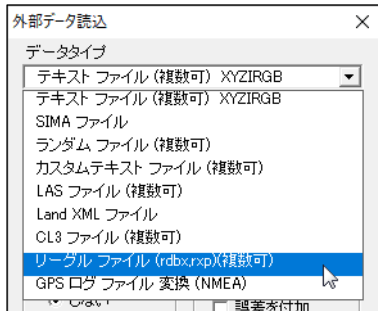 外部データ読込
データタイプ
テキスト ファイル (複数可) XYZIRGB
テキスト ファイル (複数可) XYZIRGB
SIMA ファイル
ランダム ファイル (複数可)
カスタムテキスト ファイル (複数可)
LAS ファイル (複数可)
Land XML ファイル
CL3 ファイル (複数可)
リーグル ファイル (rdbx,rxp)(複数可)
GPS ログ ファイル 変換 (NMEA)
しない
誤差を付加